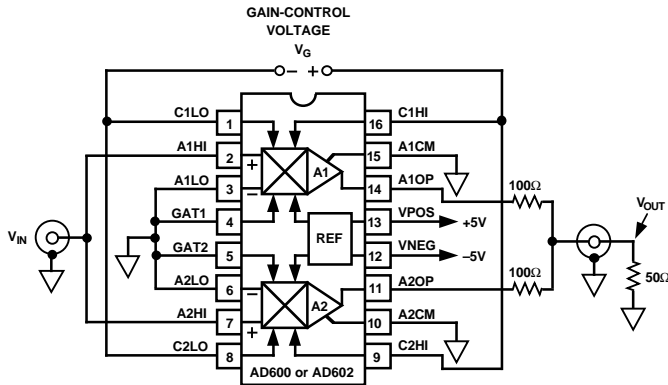 GAIN-CONTROL
VOLTAGE
VG
– +
C1LO 1 16 C1HI
A1HI 2 + A1 15 A1CM
A1LO 3 – 14 A1OP 100Ω
GAT1 4 13 VPOS +5V
REF
VIN
VOUT
GAT2 5 12 VNEG –5V
A2LO 6 – 11 A2OP 100Ω 50Ω
A2HI 7 + A2 10 A2CM
C2LO 8 9 C2HI
AD600 or AD602